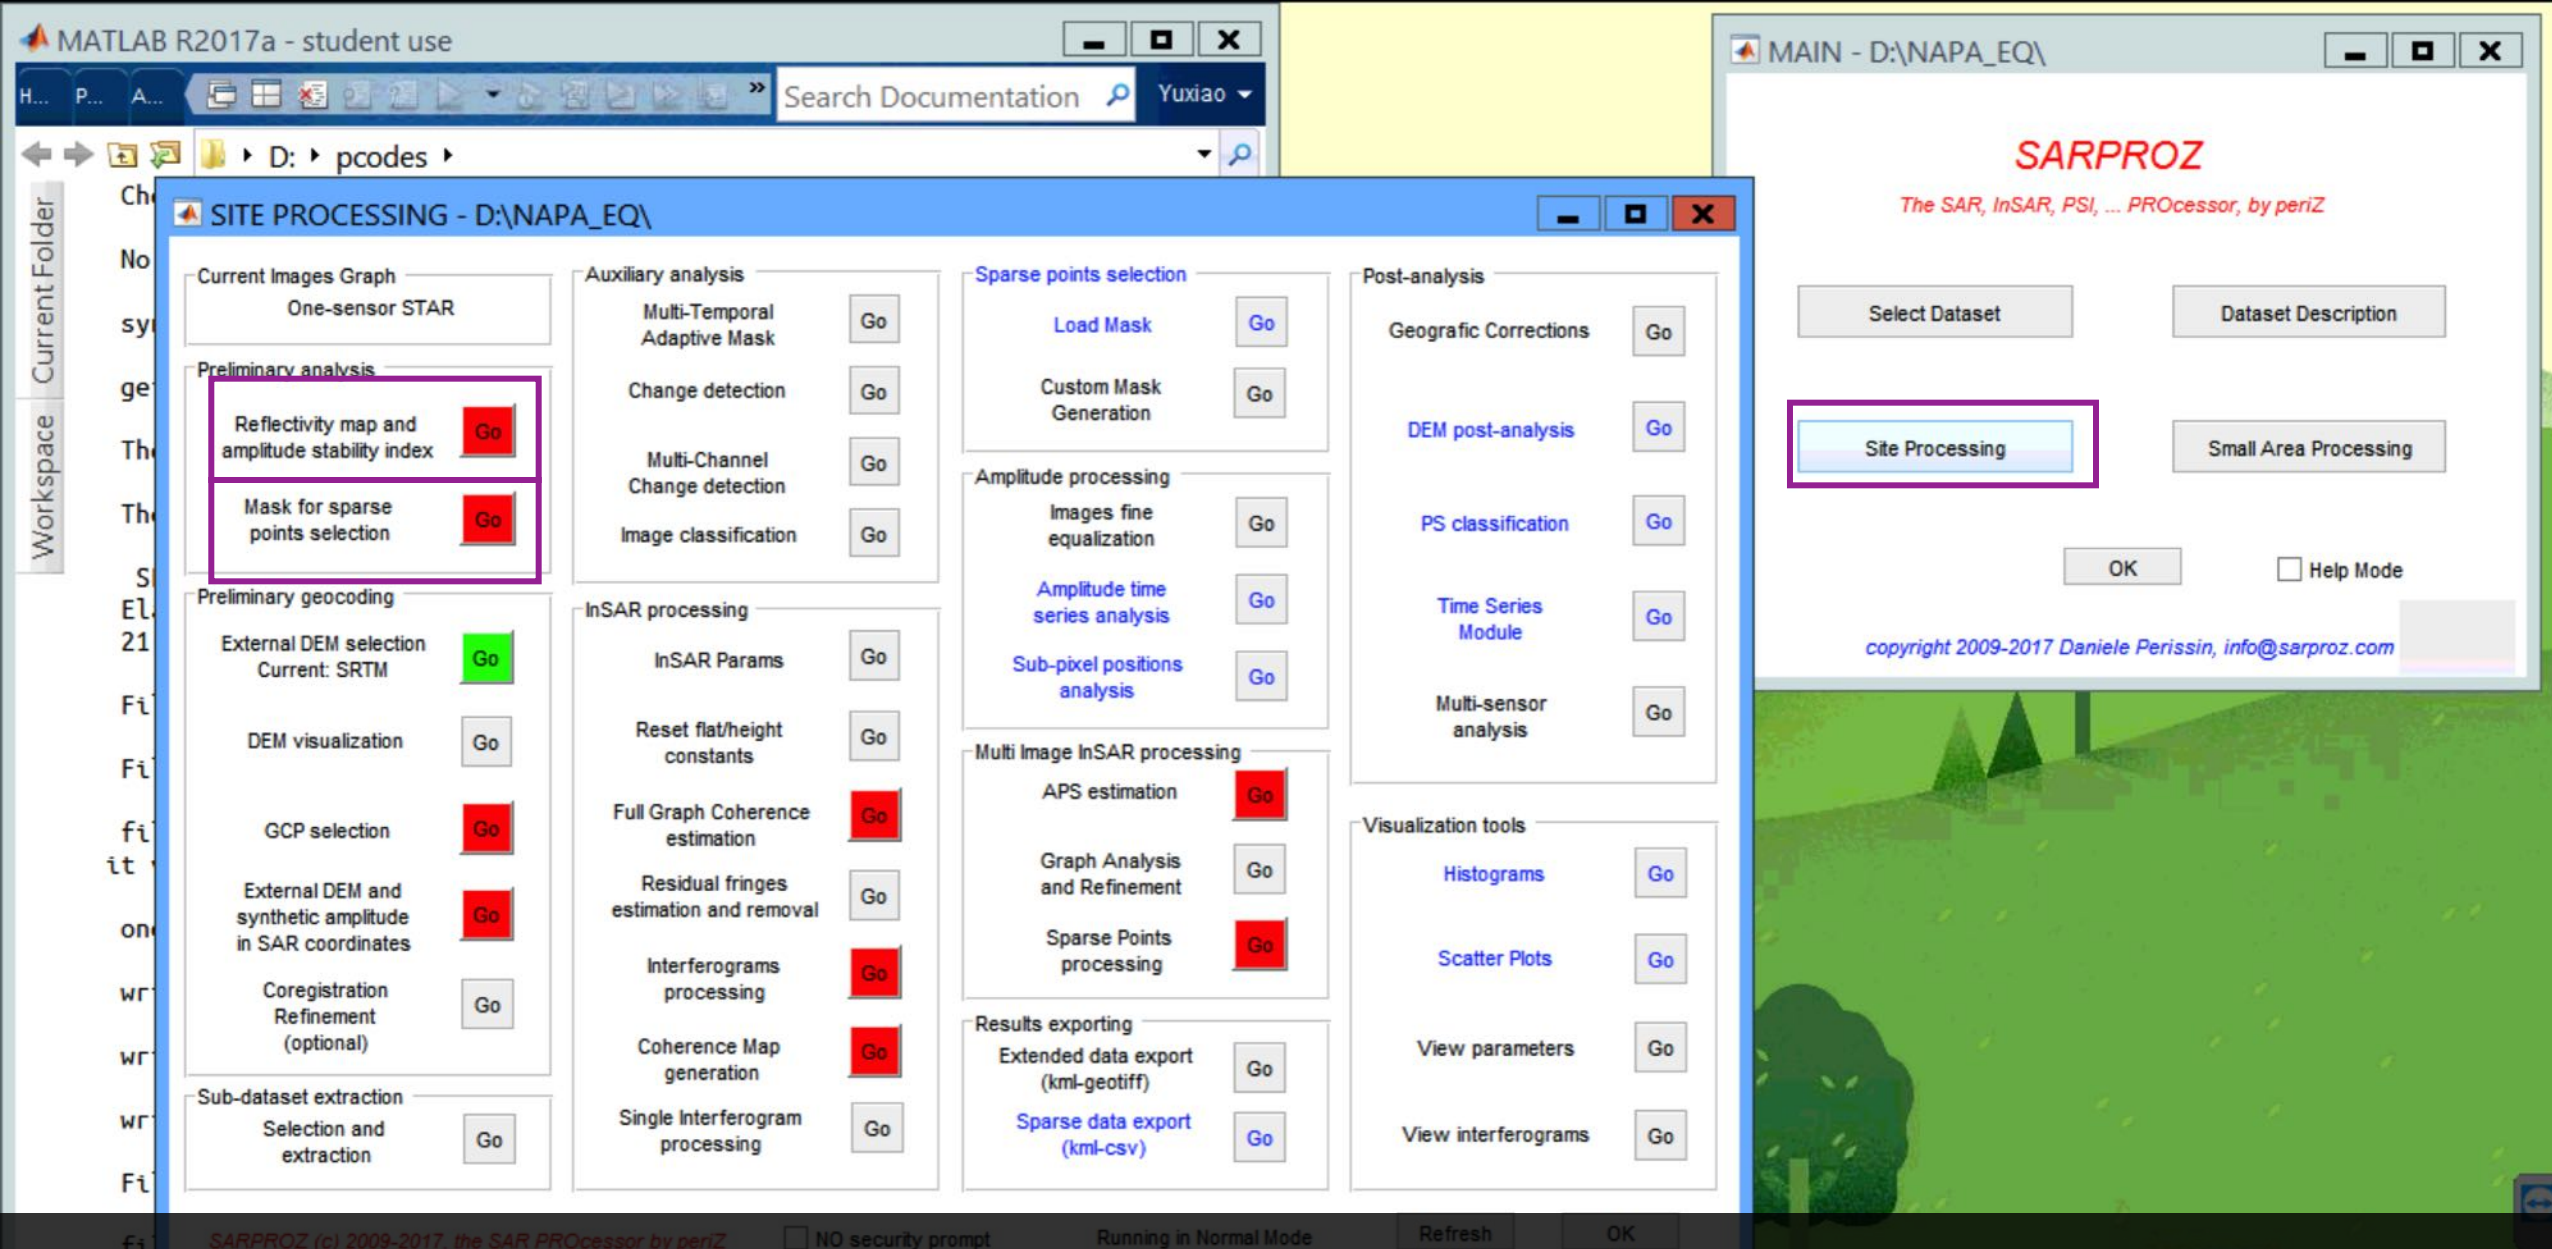 MATLAB R2017a - student use
H... P... A...
Search Documentation
Yuxiao
D: pcodes
Current Folder
Workspace
No
The
The
MAIN - D:\NAPA_EQ\
SARPROZ
The SAR, InSAR, PSI, ... PROcessor, by periZ
Select Dataset
Dataset Description
Site Processing
Small Area Processing
OK
Help Mode
copyright 2009-2017 Daniele Perissin, info@sarproz.com
SITE PROCESSING - D:\NAPA_EQ\
Current Images Graph
One-sensor STAR
Preliminary analysis
Reflectivity map and
amplitude stability index
Go
Mask for sparse
points selection
Go
Preliminary geocoding
External DEM selection
Current: SRTM
Go
DEM visualization
Go
GCP selection
Go
External DEM and
synthetic amplitude
in SAR coordinates
Go
Coregistration
Refinement
(optional)
Go
Sub-dataset extraction
Selection and
extraction
Go
Auxiliary analysis
Multi-Temporal
Adaptive Mask
Go
Change detection
Go
Multi-Channel
Change detection
Go
Image classification
Go
InSAR processing
InSAR Params
Go
Reset flat/height
constants
Go
Full Graph Coherence
estimation
Go
Residual fringes
estimation and removal
Go
Interferograms
processing
Go
Coherence Map
generation
Go
Single Interferogram
processing
Go
Sparse points selection
Load Mask
Go
Custom Mask
Generation
Go
Amplitude processing
Images fine
equalization
Go
Amplitude time
series analysis
Go
Sub-pixel positions
analysis
Go
Multi Image InSAR processing
APS estimation
Go
Graph Analysis
and Refinement
Go
Sparse Points
processing
Go
Results exporting
Extended data export
(kml-geotiff)
Go
Sparse data export
(kml-csv)
Go
Post-analysis
Geografic Corrections
Go
DEM post-analysis
Go
PS classification
Go
Time Series
Module
Go
Multi-sensor
analysis
Go
Visualization tools
Histograms
Go
Scatter Plots
Go
View parameters
Go
View interferograms
Go
SARPROZ (c) 2009-2017, the SAR PROcessor by periZ
NO security prompt
Running in Normal Mode
Refresh
OK